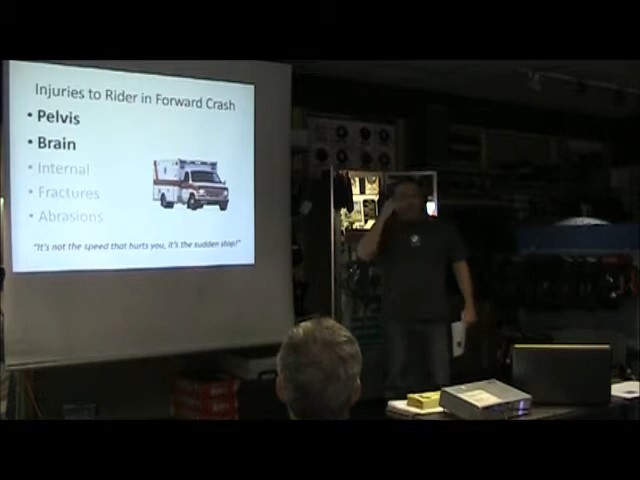 Injuries to Rider in Forward Crash
• Pelvis
• Brain
• Internal
• Fractures
• Abrasions
"It's not the speed that hurts you, it's the sudden stop!"